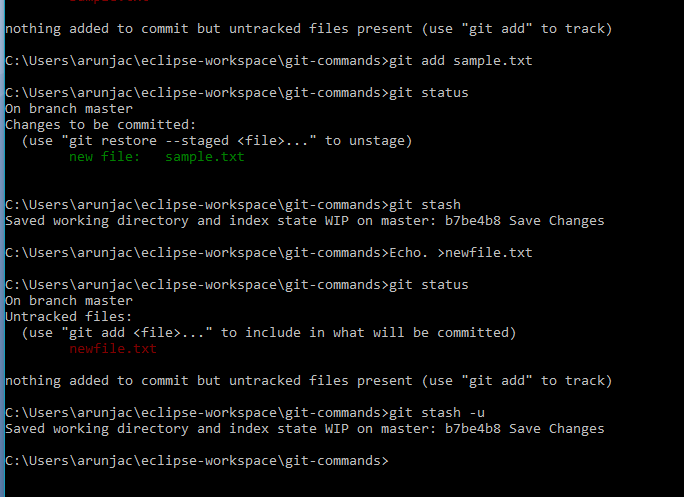 nothing added to commit but untracked files present (use "git add" to track)
C:\Users\arunjac\eclipse-workspace\git-commands>git add sample.txt
C:\Users\arunjac\eclipse-workspace\git-commands>git status
On branch master
Changes to be committed:
  (use "git restore --staged <file>..." to unstage)
        new file:   sample.txt
C:\Users\arunjac\eclipse-workspace\git-commands>git stash
Saved working directory and index state WIP on master: b7be4b8 Save Changes
C:\Users\arunjac\eclipse-workspace\git-commands>Echo. >newfile.txt
C:\Users\arunjac\eclipse-workspace\git-commands>git status
On branch master
Untracked files:
  (use "git add <file>..." to include in what will be committed)
        newfile.txt
nothing added to commit but untracked files present (use "git add" to track)
C:\Users\arunjac\eclipse-workspace\git-commands>git stash -u
Saved working directory and index state WIP on master: b7be4b8 Save Changes
C:\Users\arunjac\eclipse-workspace\git-commands>